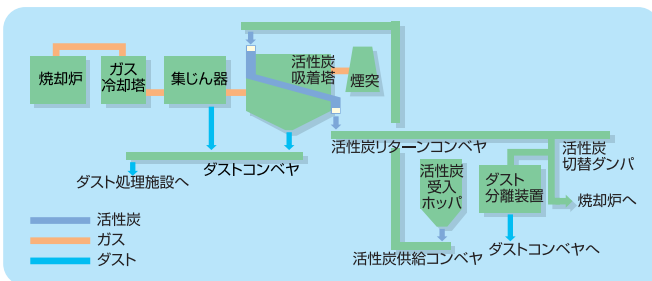 焼却炉
ガス
冷却塔
集じん器
活性炭
吸着塔
煙突
活性炭リターンコンベヤ
活性炭
切替ダンパ
ダストコンベヤ
ダスト処理施設へ
活性炭
受入
ホッパ
ダスト
分離装置
焼却炉へ
活性炭
ガス
ダスト
活性炭供給コンベヤ
ダストコンベヤへ